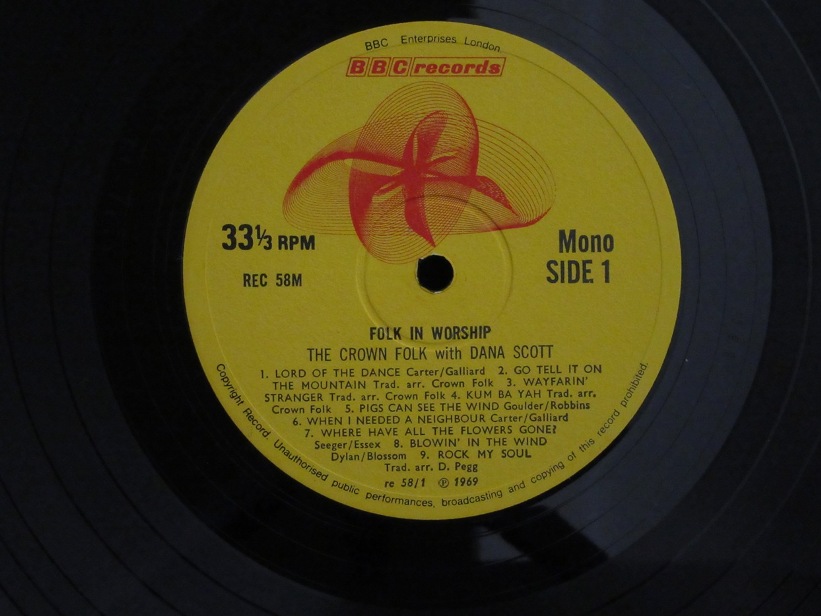 BBC Enterprises London
BBC records
33⅓ RPM
Mono
REC 58M
SIDE 1
FOLK IN WORSHIP
THE CROWN FOLK with DANA SCOTT
1. LORD OF THE DANCE Carter/Galliard 2. GO TELL IT ON
THE MOUNTAIN Trad. arr. Crown Folk 3. WAYFARIN'
STRANGER Trad. arr. Crown Folk 4. KUM BA YAH Trad. arr.
Crown Folk 5. PIGS CAN SEE THE WIND Goulder/Robbins
6. WHEN I NEEDED A NEIGHBOUR Carter/Galliard
7. WHERE HAVE ALL THE FLOWERS GONE?
Seeger/Essex 8. BLOWIN' IN THE WIND
Dylan/Blossom 9. ROCK MY SOUL
Trad. arr. D. Pegg
re 58/1 ℗ 1969
Copyright Record. Unauthorised public performances, broadcasting and copying of this record prohibited.